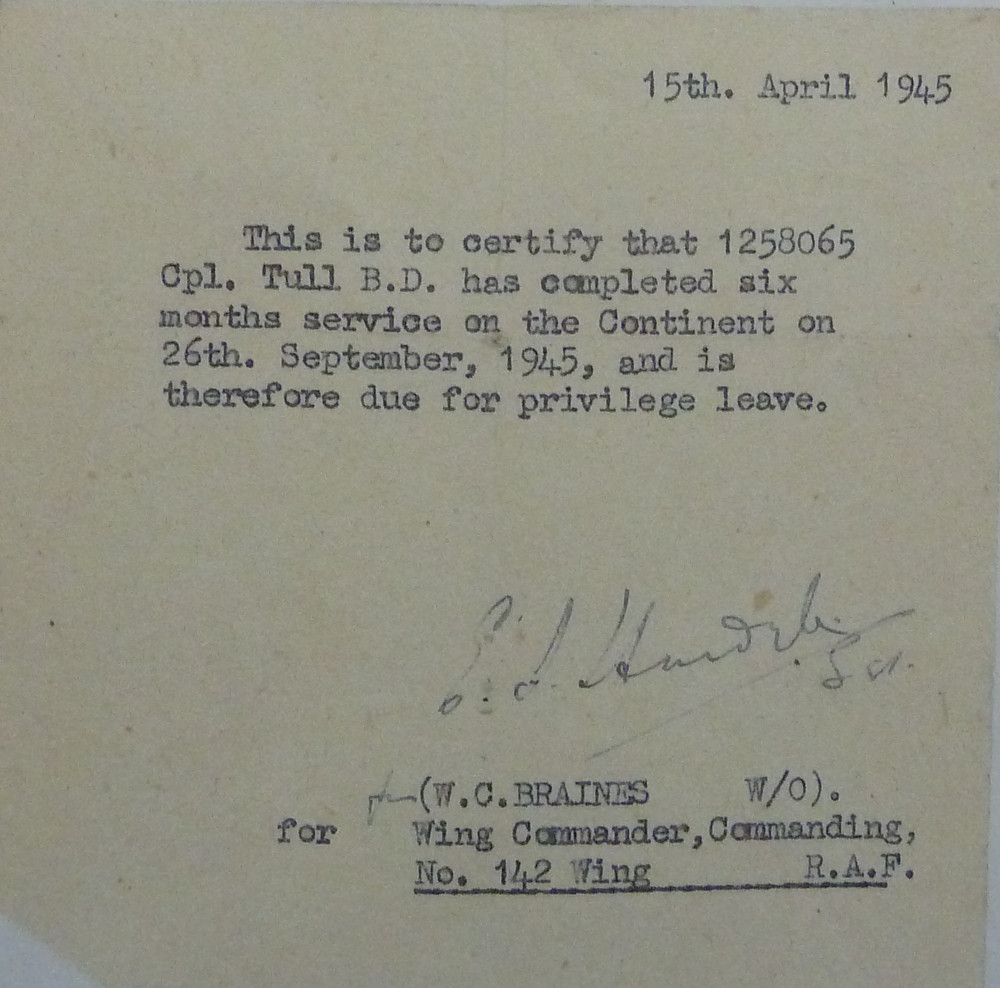 15th. April 1945
This is to certify that 1258065
Cpl. Tull B.D. has completed six
months service on the Continent on
26th. September, 1945, and is
therefore due for privilege leave.
for (W.C.BRAINES W/O).
for Wing Commander,Commanding,
No. 142 Wing R.A.F.